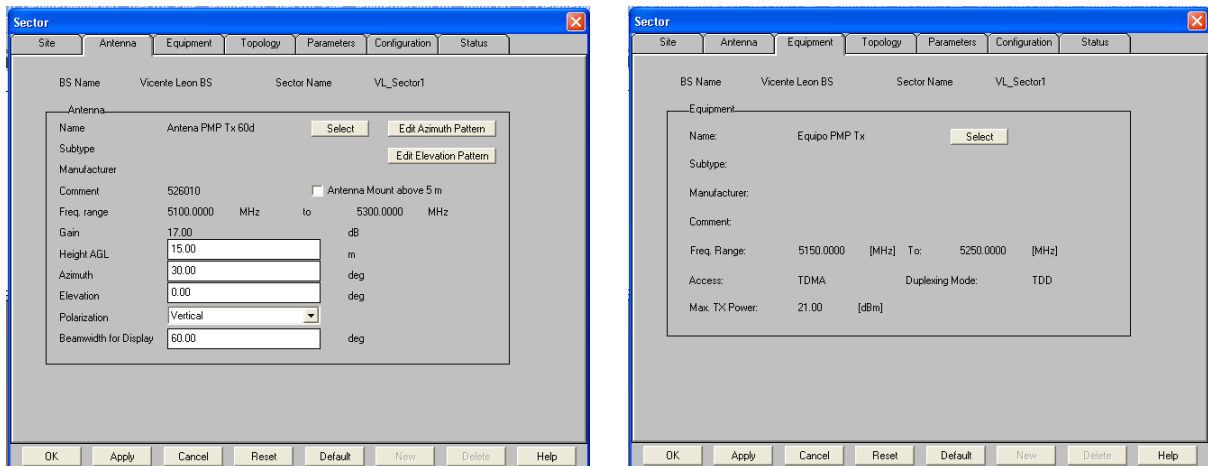 Sector
Site Antenna Equipment Topology Parameters Configuration Status
BS Name Vicente Leon BS Sector Name VL_Sector1
Antenna
Name Antena PMP Tx 60d Select Edit Azimuth Pattern
Subtype Edit Elevation Pattern
Manufacturer
Comment 526010 Antenna Mount above 5 m
Freq. range 5100.0000 MHz to 5300.0000 MHz
Gain 17.00 dB
Height AGL 15.00 m
Azimuth 30.00 deg
Elevation 0.00 deg
Polarization Vertical
Beamwidth for Display 60.00 deg
OK Apply Cancel Reset Default New Delete Help
Sector
Site Antenna Equipment Topology Parameters Configuration Status
BS Name Vicente Leon BS Sector Name VL_Sector1
Equipment
Name: Equipo PMP Tx Select
Subtype:
Manufacturer:
Comment:
Freq. Range: 5150.0000 [MHz] To: 5250.0000 [MHz]
Access: TDMA Duplexing Mode: TDD
Max. TX Power: 21.00 [dBm]
OK Apply Cancel Reset Default New Delete Help